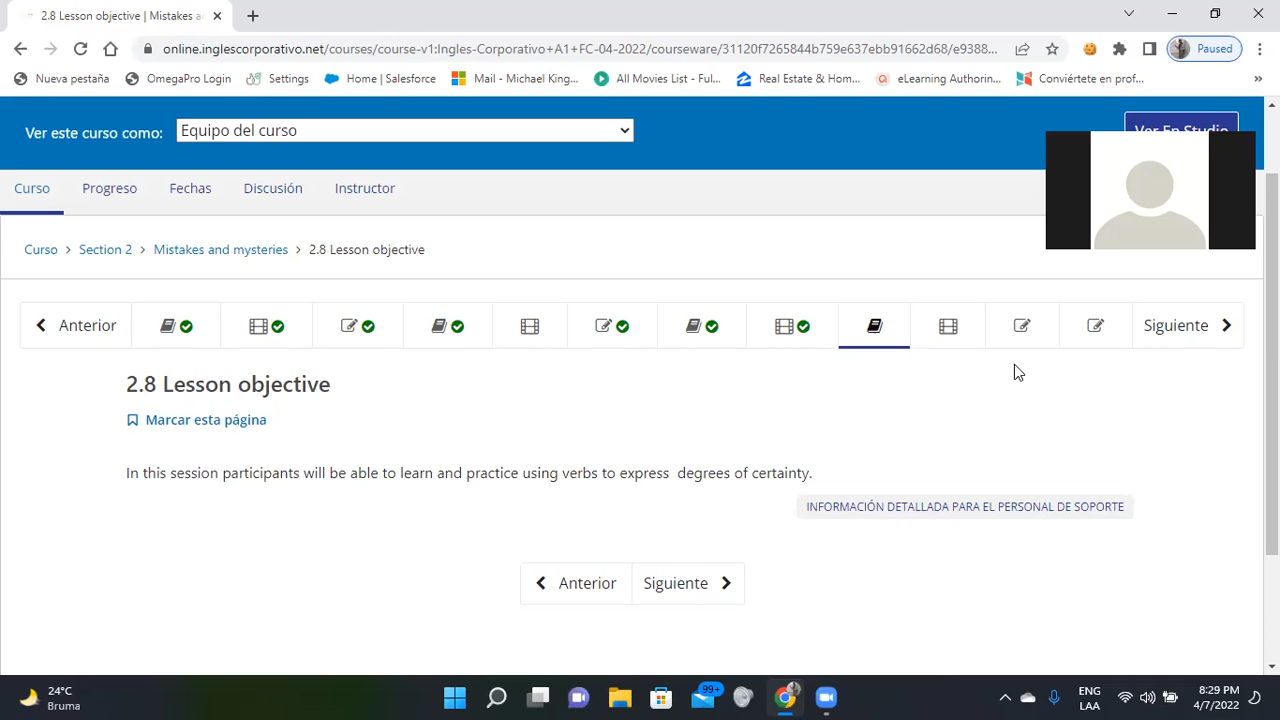 2.8 Lesson objective | Mistakes a
online.inglescorporativo.net/courses/course-v1:Ingles-Corporativo+A1+FC-04-2022/courseware/31120f7265844b759e637ebb91662d68/e9388...
Paused
Nueva pestaña
OmegaPro Login
Settings
Home | Salesforce
Mail - Michael King...
All Movies List - Ful...
Real Estate & Hom...
eLearning Authorin...
Conviértete en prof...
Ver este curso como:
Equipo del curso
Ver En Studio
Curso
Progreso
Fechas
Discusión
Instructor
Curso > Section 2 > Mistakes and mysteries > 2.8 Lesson objective
Anterior
Siguiente
2.8 Lesson objective
Marcar esta página
In this session participants will be able to learn and practice using verbs to express degrees of certainty.
INFORMACIÓN DETALLADA PARA EL PERSONAL DE SOPORTE
Anterior
Siguiente
24°C
Bruma
99+
ENG
LAA
8:29 PM
4/7/2022